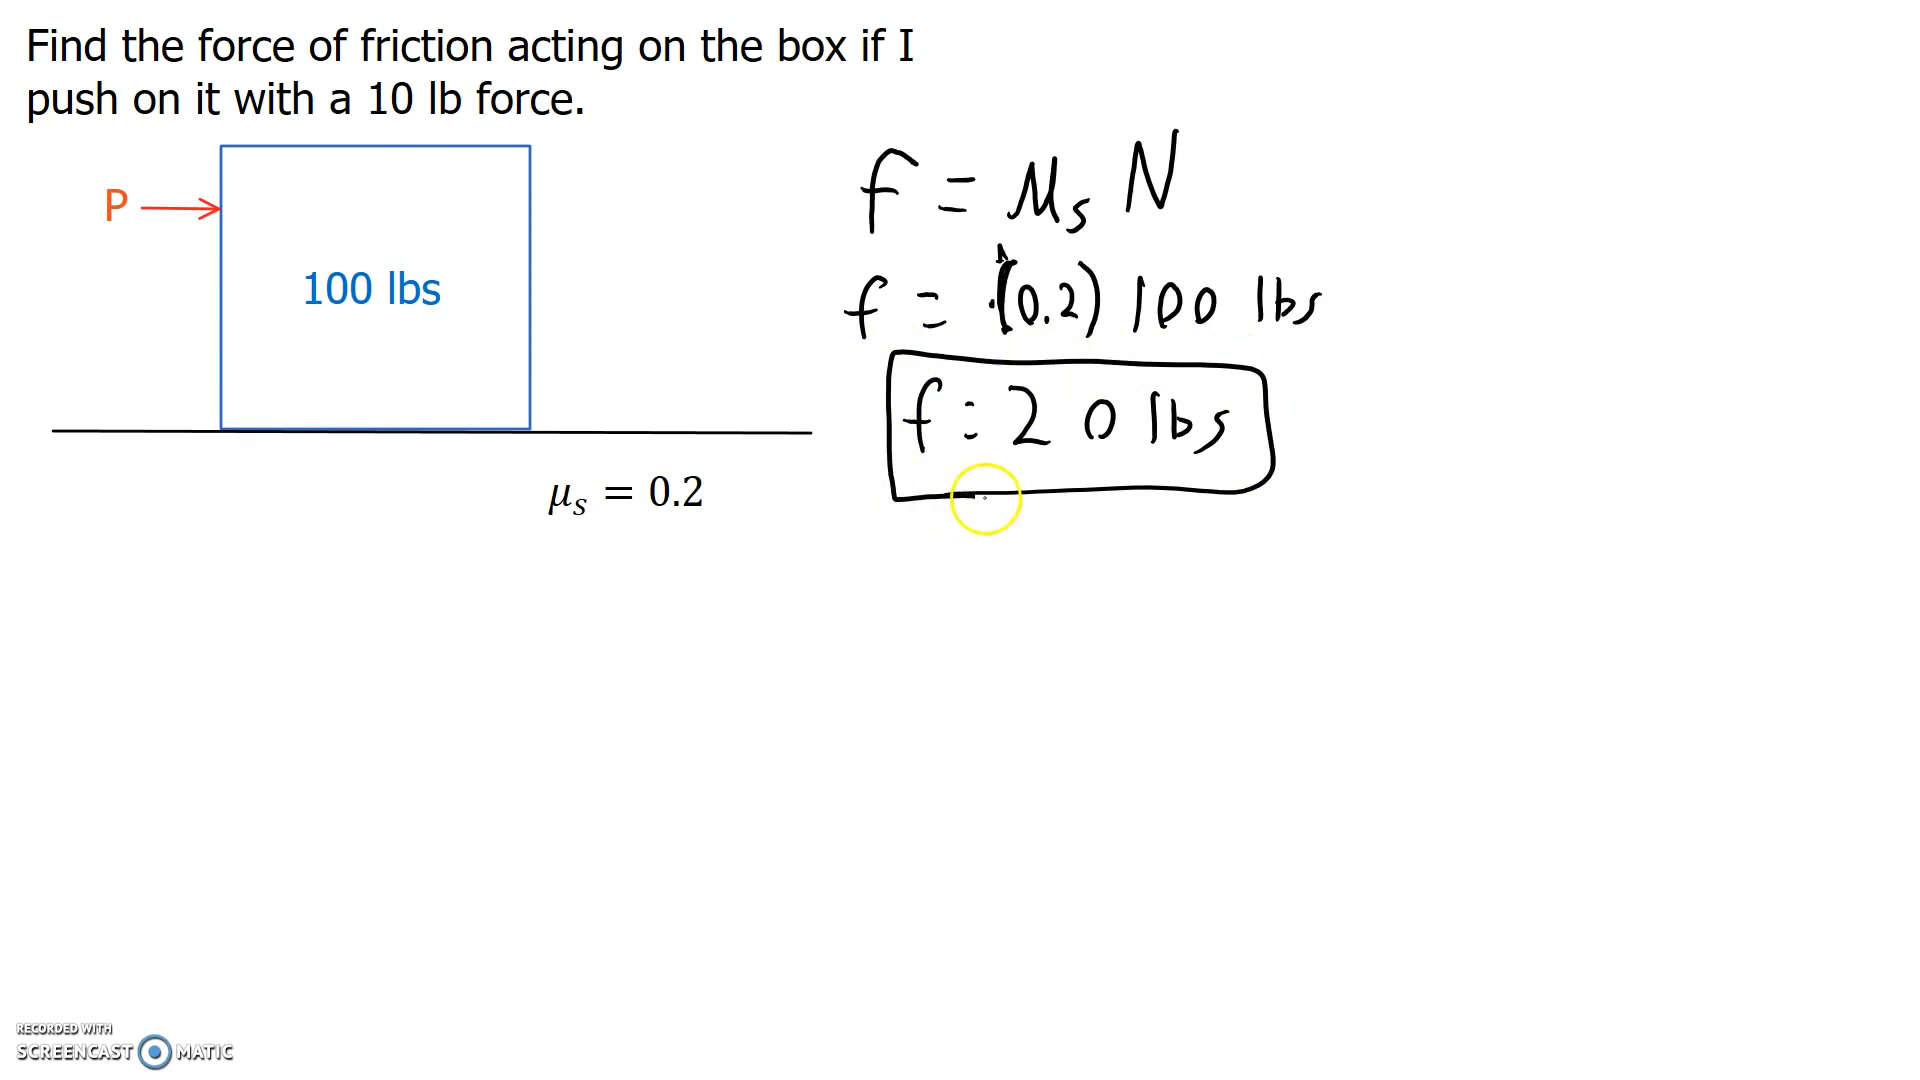 Find the force of friction acting on the box if I
push on it with a 10 lb force.
P
100 lbs
μs = 0.2
f = μs N
f = (0.2) 100 lbs
f = 20 lbs
RECORDED WITH
SCREENCAST MATIC